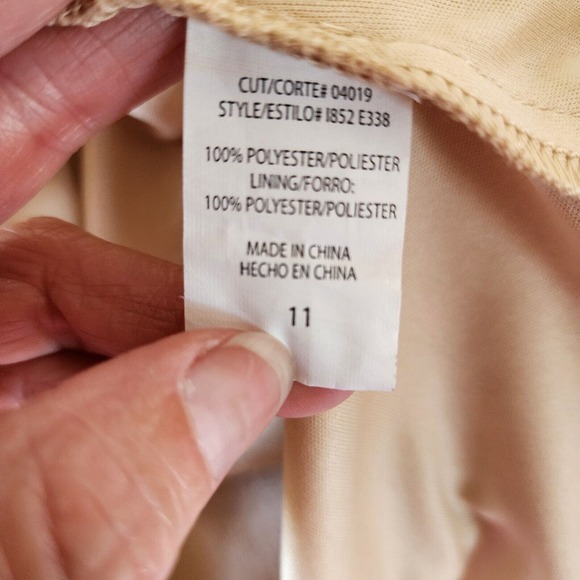 CUT/CORTE# 04019
STYLE/ESTILO# I852 E338
100% POLYESTER/POLIESTER
LINING/FORRO:
100% POLYESTER/POLIESTER
MADE IN CHINA
HECHO EN CHINA
11